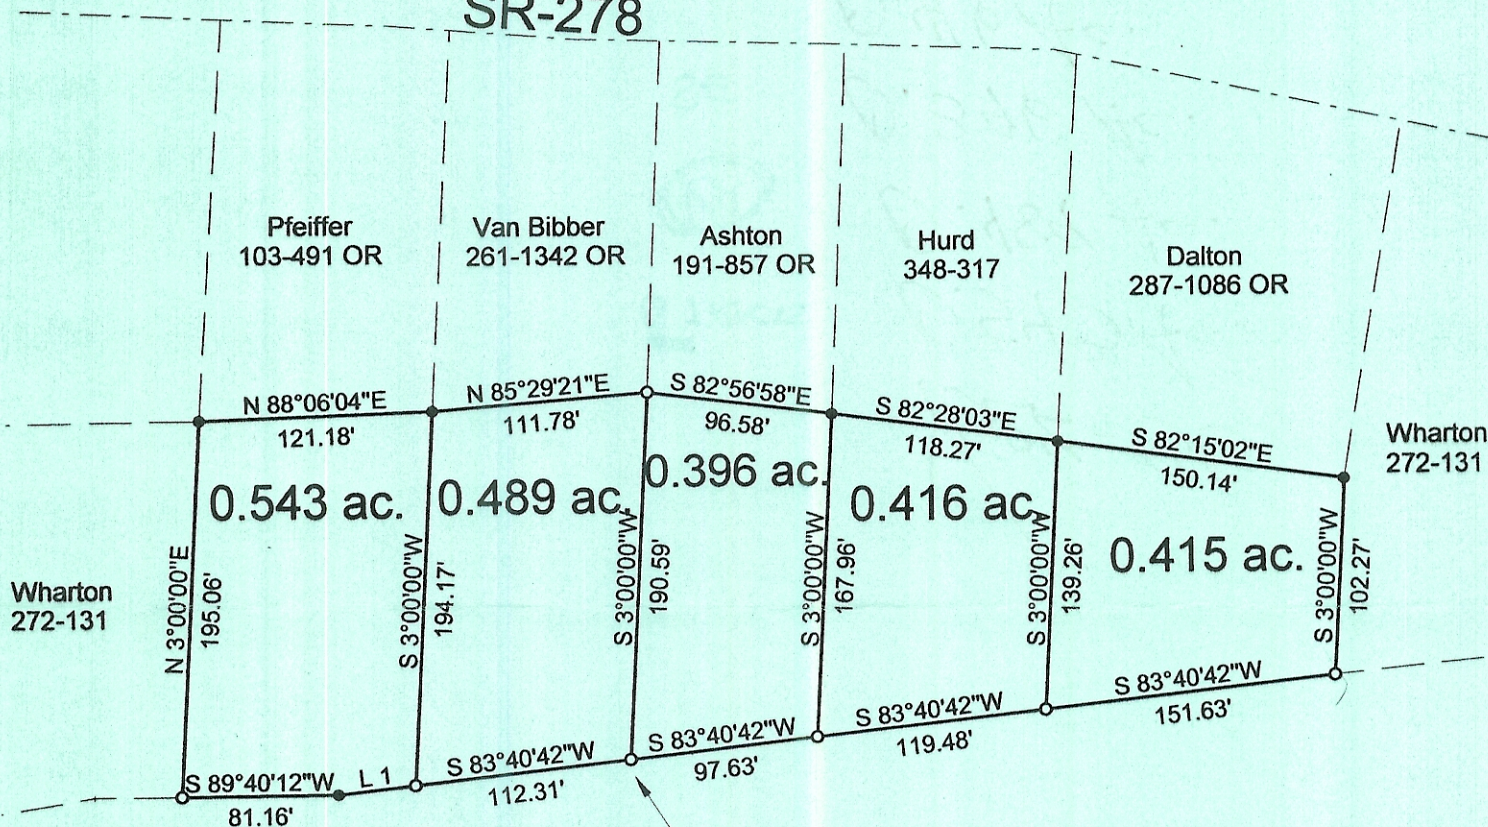 SR-278
Pfeiffer
103-491 OR
Van Bibber
261-1342 OR
Ashton
191-857 OR
Hurd
348-317
Dalton
287-1086 OR
N 88°06'04"E
121.18'
N 85°29'21"E
111.78'
S 82°56'58"E
96.58'
S 82°28'03"E
118.27'
S 82°15'02"E
150.14'
Wharton
272-131
0.543 ac.
0.489 ac.
0.396 ac.
0.416 ac.
0.415 ac.
Wharton
272-131
N 3°00'00"E
195.06'
S 3°00'00"W
194.17'
S 3°00'00"W
190.59'
S 3°00'00"W
167.96'
S 3°00'00"W
139.26'
S 3°00'00"W
102.27'
S 89°40'12"W
81.16'
L 1
S 83°40'42"W
112.31'
S 83°40'42"W
97.63'
S 83°40'42"W
119.48'
S 83°40'42"W
151.63'